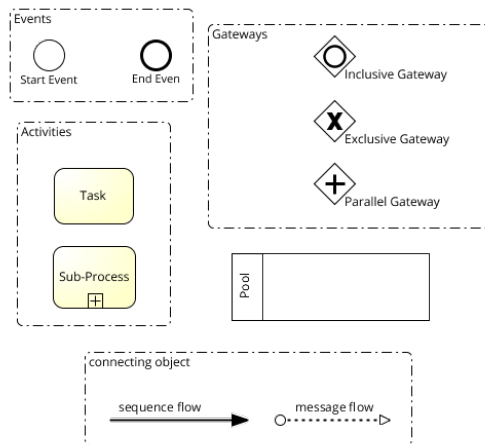 Events
Start Event
End Even
Gateways
Inclusive Gateway
Exclusive Gateway
Parallel Gateway
Activities
Task
Sub-Process
Pool
connecting object
sequence flow
message flow